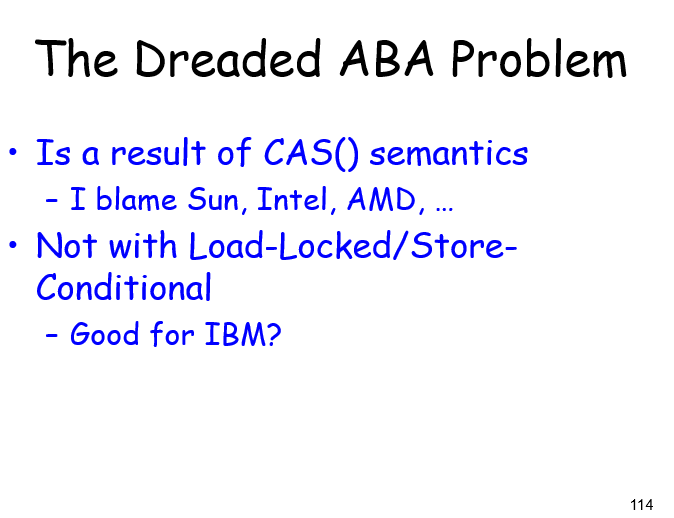 The Dreaded ABA Problem
• Is a result of CAS() semantics
– I blame Sun, Intel, AMD, …
• Not with Load-Locked/Store-
Conditional
– Good for IBM?
114